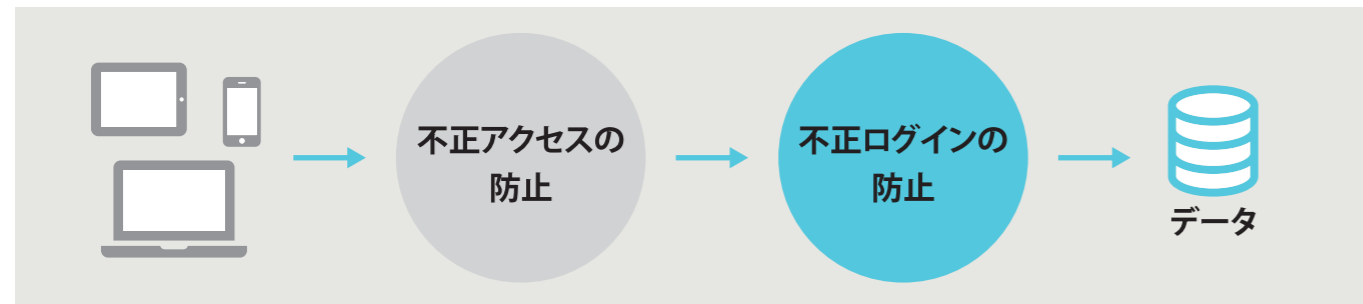 不正アクセスの
防止
不正ログインの
防止
データ